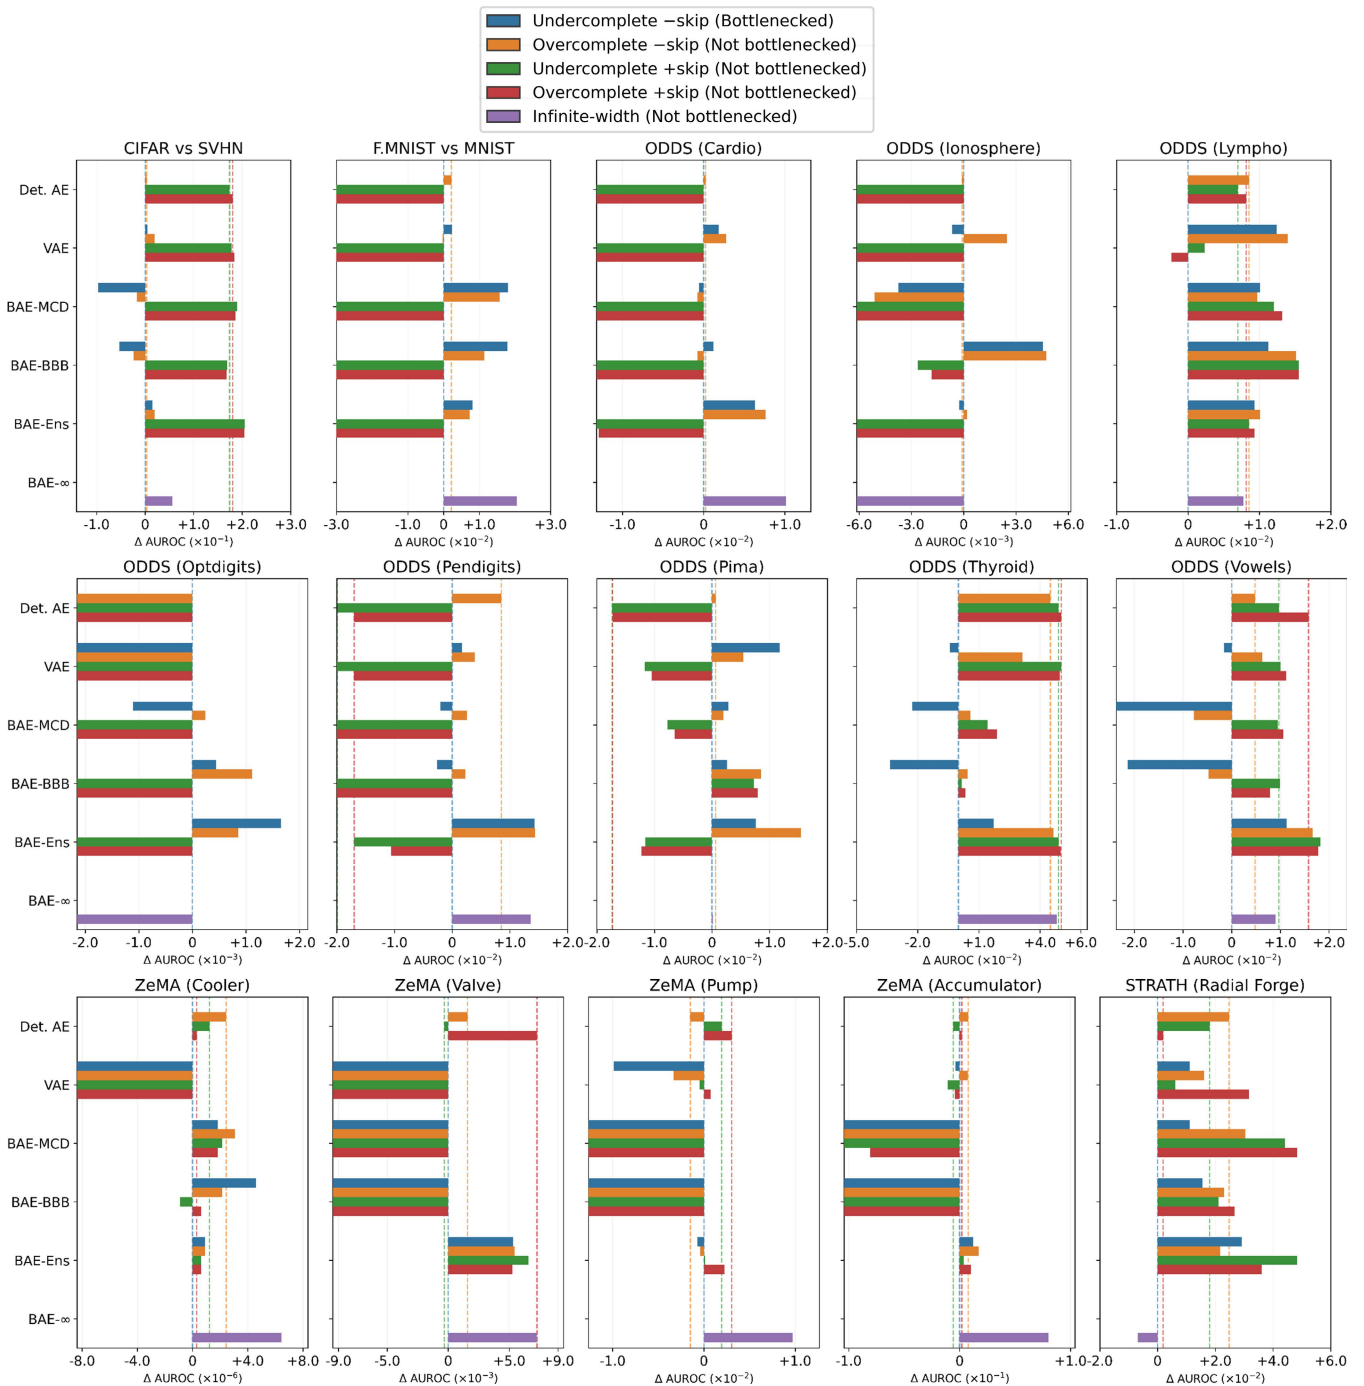 Undercomplete −skip (Bottlenecked)
Overcomplete −skip (Not bottlenecked)
Undercomplete +skip (Not bottlenecked)
Overcomplete +skip (Not bottlenecked)
Infinite-width (Not bottlenecked)
CIFAR vs SVHN F.MNIST vs MNIST ODDS (Cardio) ODDS (Ionosphere) ODDS (Lympho)
Det. AE
VAE
BAE-MCD
BAE-BBB
BAE-Ens
BAE-∞
-1.0 0 +1.0 +2.0 +3.0 -3.0 -1.0 0 +1.0 +3.0 -1.0 0 +1.0 -6.0 -3.0 0 +3.0 +6.0 -1.0 0 +1.0 +2.0
Δ AUROC (×10⁻¹) Δ AUROC (×10⁻²) Δ AUROC (×10⁻²) Δ AUROC (×10⁻³) Δ AUROC (×10⁻²)
ODDS (Optdigits) ODDS (Pendigits) ODDS (Pima) ODDS (Thyroid) ODDS (Vowels)
Det. AE
VAE
BAE-MCD
BAE-BBB
BAE-Ens
BAE-∞
-2.0 -1.0 0 +1.0 +2.0 -2.0 -1.0 0 +1.0 +2.0 -2.0 -1.0 0 +1.0 +2.0 -5.0 -2.0 +1.0 +4.0 +6.0 -2.0 -1.0 0 +1.0 +2.0
Δ AUROC (×10⁻³) Δ AUROC (×10⁻²) Δ AUROC (×10⁻²) Δ AUROC (×10⁻²) Δ AUROC (×10⁻²)
ZeMA (Cooler) ZeMA (Valve) ZeMA (Pump) ZeMA (Accumulator) STRATH (Radial Forge)
Det. AE
VAE
BAE-MCD
BAE-BBB
BAE-Ens
BAE-∞
-8.0 -4.0 0 +4.0 +8.0 -9.0 -5.0 0 +5.0 +9.0 -1.0 0 +1.0 -1.0 0 +1.0 -2.0 0 +2.0 +4.0 +6.0
Δ AUROC (×10⁻⁶) Δ AUROC (×10⁻³) Δ AUROC (×10⁻²) Δ AUROC (×10⁻¹) Δ AUROC (×10⁻²)